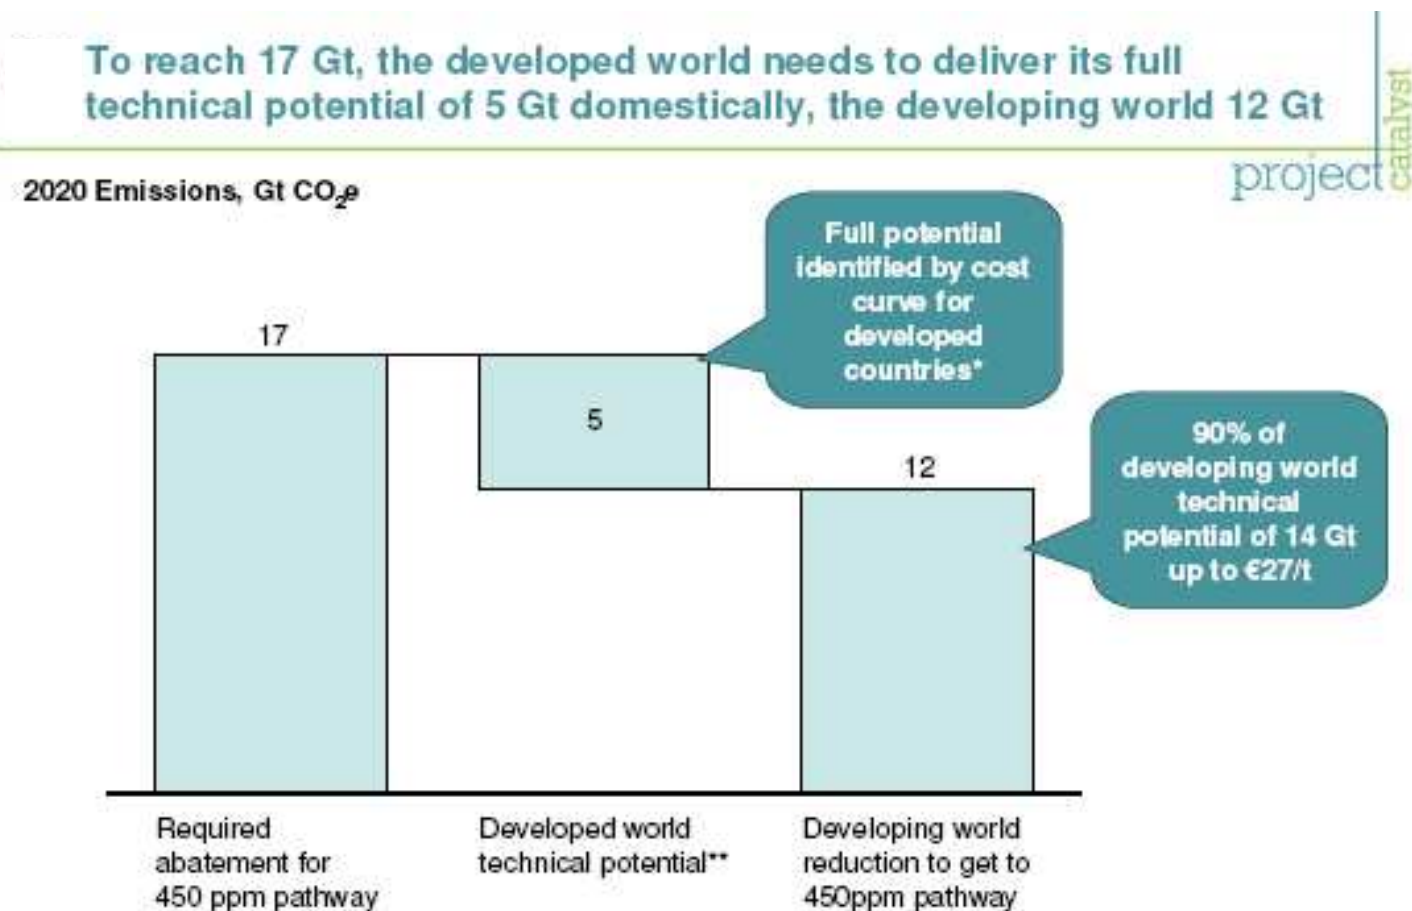 To reach 17 Gt, the developed world needs to deliver its full
technical potential of 5 Gt domestically, the developing world 12 Gt
project catalyst
2020 Emissions, Gt CO₂e
Full potential
identified by cost
curve for
developed
countries*
17
5
12
90% of
developing world
technical
potential of 14 Gt
up to €27/t
Required
abatement for
450 ppm pathway
Developed world
technical potential**
Developing world
reduction to get to
450ppm pathway